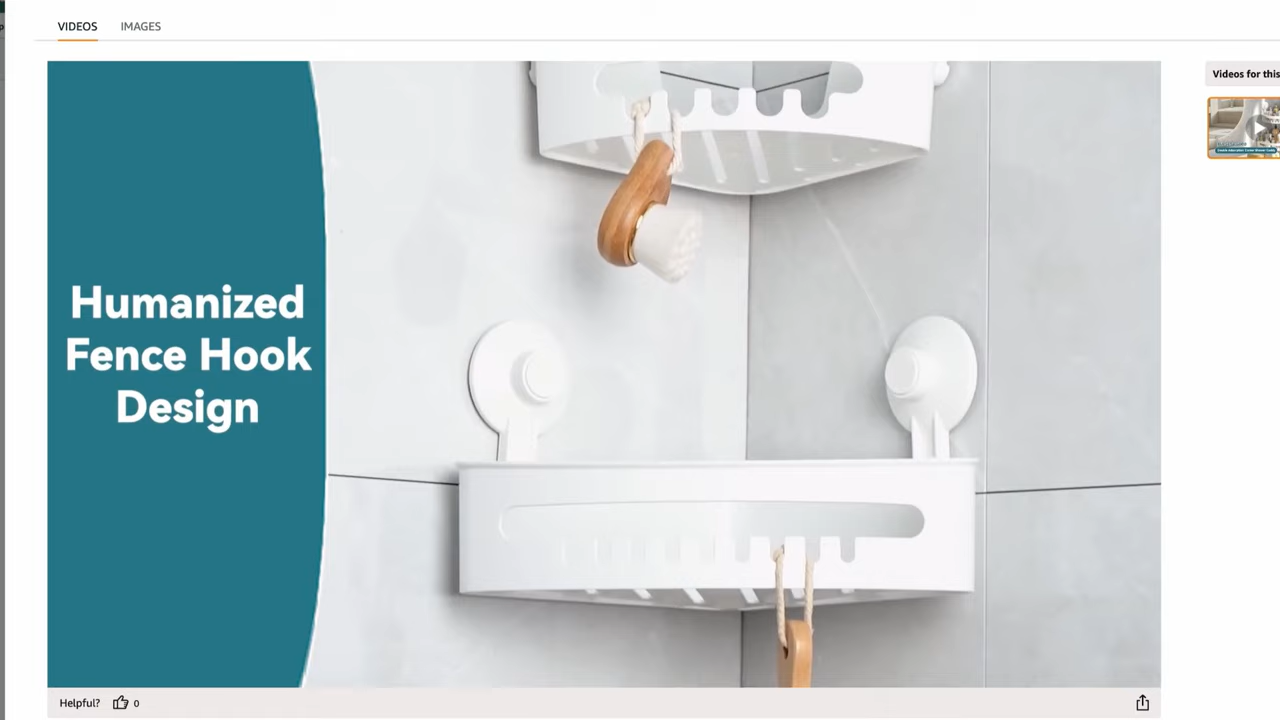 VIDEOS
IMAGES
Humanized
Fence Hook
Design
Videos for this
Helpful?
0